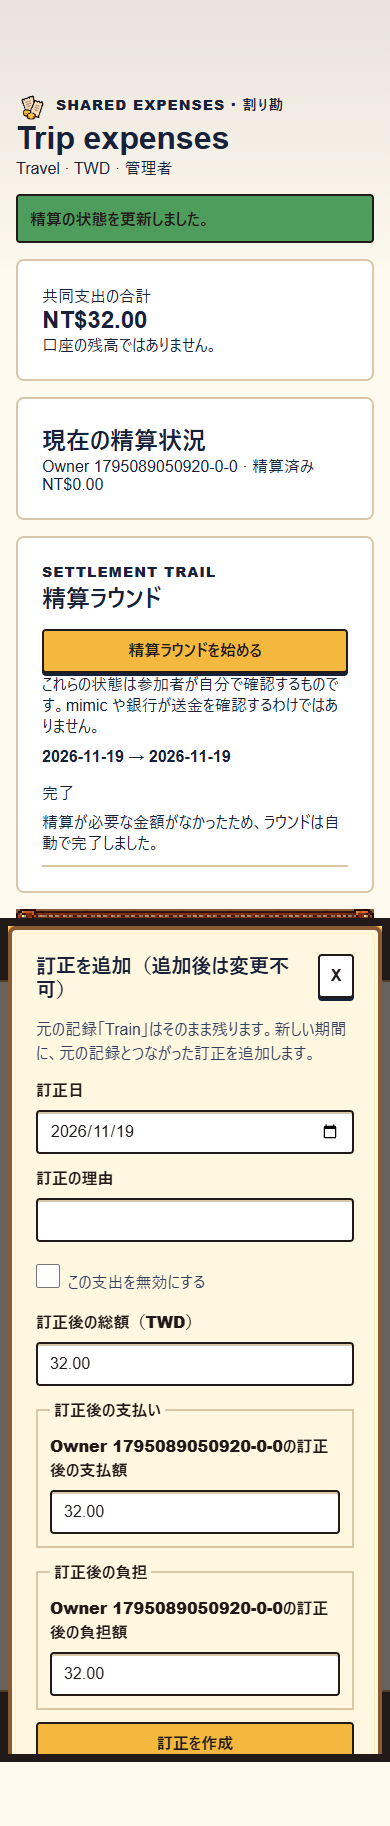 SHARED EXPENSES · 割り勘
Trip expenses
Travel · TWD · 管理者
精算の状態を更新しました。
共同支出の合計
NT$32.00
口座の残高ではありません。
現在の精算状況
Owner 1795089050920-0-0 · 精算済み
NT$0.00
SETTLEMENT TRAIL
精算ラウンド
精算ラウンドを始める
これらの状態は参加者が自分で確認するもので
す。mimic や銀行が送金を確認するわけではあ
りません。
2026-11-19 → 2026-11-19
完了
精算が必要な金額がなかったため、ラウンドは自
動で完了しました。
訂正を追加（追加後は変更不
可）
X
元の記録「Train」はそのまま残ります。新しい期間
に、元の記録とつながった訂正を追加します。
訂正日
2026/11/19
訂正の理由
この支出を無効にする
訂正後の総額（TWD）
32.00
訂正後の支払い
Owner 1795089050920-0-0の訂正
後の支払額
32.00
訂正後の負担
Owner 1795089050920-0-0の訂正
後の負担額
32.00
訂正を作成